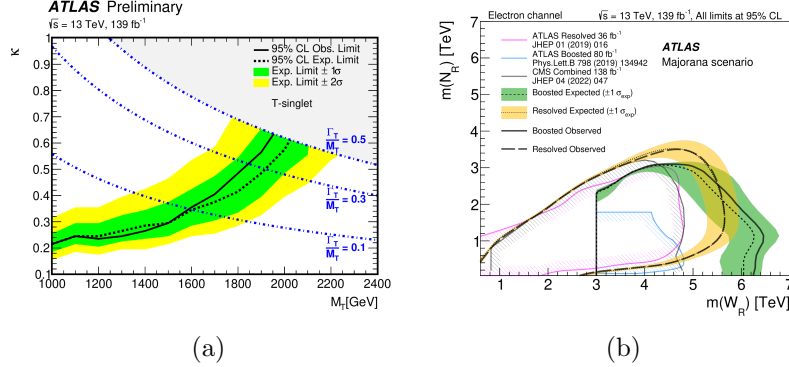 ATLAS Preliminary
√s = 13 TeV, 139 fb⁻¹
κ
1
0.9
0.8
0.7
0.6
0.5
0.4
0.3
0.2
0.1
95% CL Obs. Limit
95% CL Exp. Limit
Exp. Limit ± 1σ
Exp. Limit ± 2σ
T-singlet
Γ_T/M_T = 0.5
Γ_T/M_T = 0.3
Γ_T/M_T = 0.1
1000 1200 1400 1600 1800 2000 2200 2400
M_T [GeV]
(a)
Electron channel √s = 13 TeV, 139 fb⁻¹, All limits at 95% CL
m(N_R) [TeV]
7
6
5
4
3
2
1
ATLAS Resolved 36 fb⁻¹
JHEP 01 (2019) 016
ATLAS Boosted 80 fb⁻¹
Phys.Lett.B 798 (2019) 134942
CMS Combined 138 fb⁻¹
JHEP 04 (2022) 047
Boosted Expected (±1 σ_exp)
Resolved Expected (±1 σ_exp)
Boosted Observed
Resolved Observed
ATLAS
Majorana scenario
1 2 3 4 5 6 7
m(W_R) [TeV]
(b)